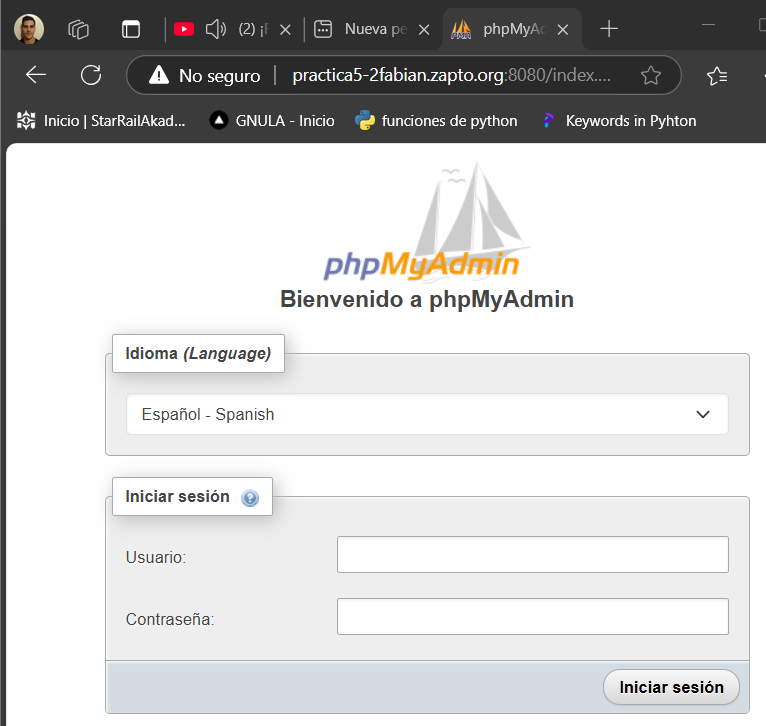 (2) ¡F
Nueva pe
phpMyAc
No seguro
practica5-2fabian.zapto.org:8080/index....
Inicio | StarRailAkad...
GNULA - Inicio
funciones de python
Keywords in Pyhton
phpMyAdmin
Bienvenido a phpMyAdmin
Idioma (Language)
Español - Spanish
Iniciar sesión
Usuario:
Contraseña:
Iniciar sesión